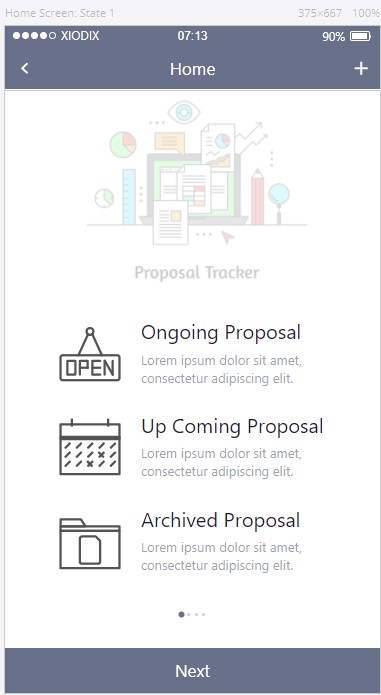 Home Screen: State 1 375×667 100%
XIODIX 07:13 90%
Home
Proposal Tracker
OPEN
Ongoing Proposal
Lorem ipsum dolor sit amet,
consectetur adipiscing elit.
Up Coming Proposal
Lorem ipsum dolor sit amet,
consectetur adipiscing elit.
Archived Proposal
Lorem ipsum dolor sit amet,
consectetur adipiscing elit.
Next